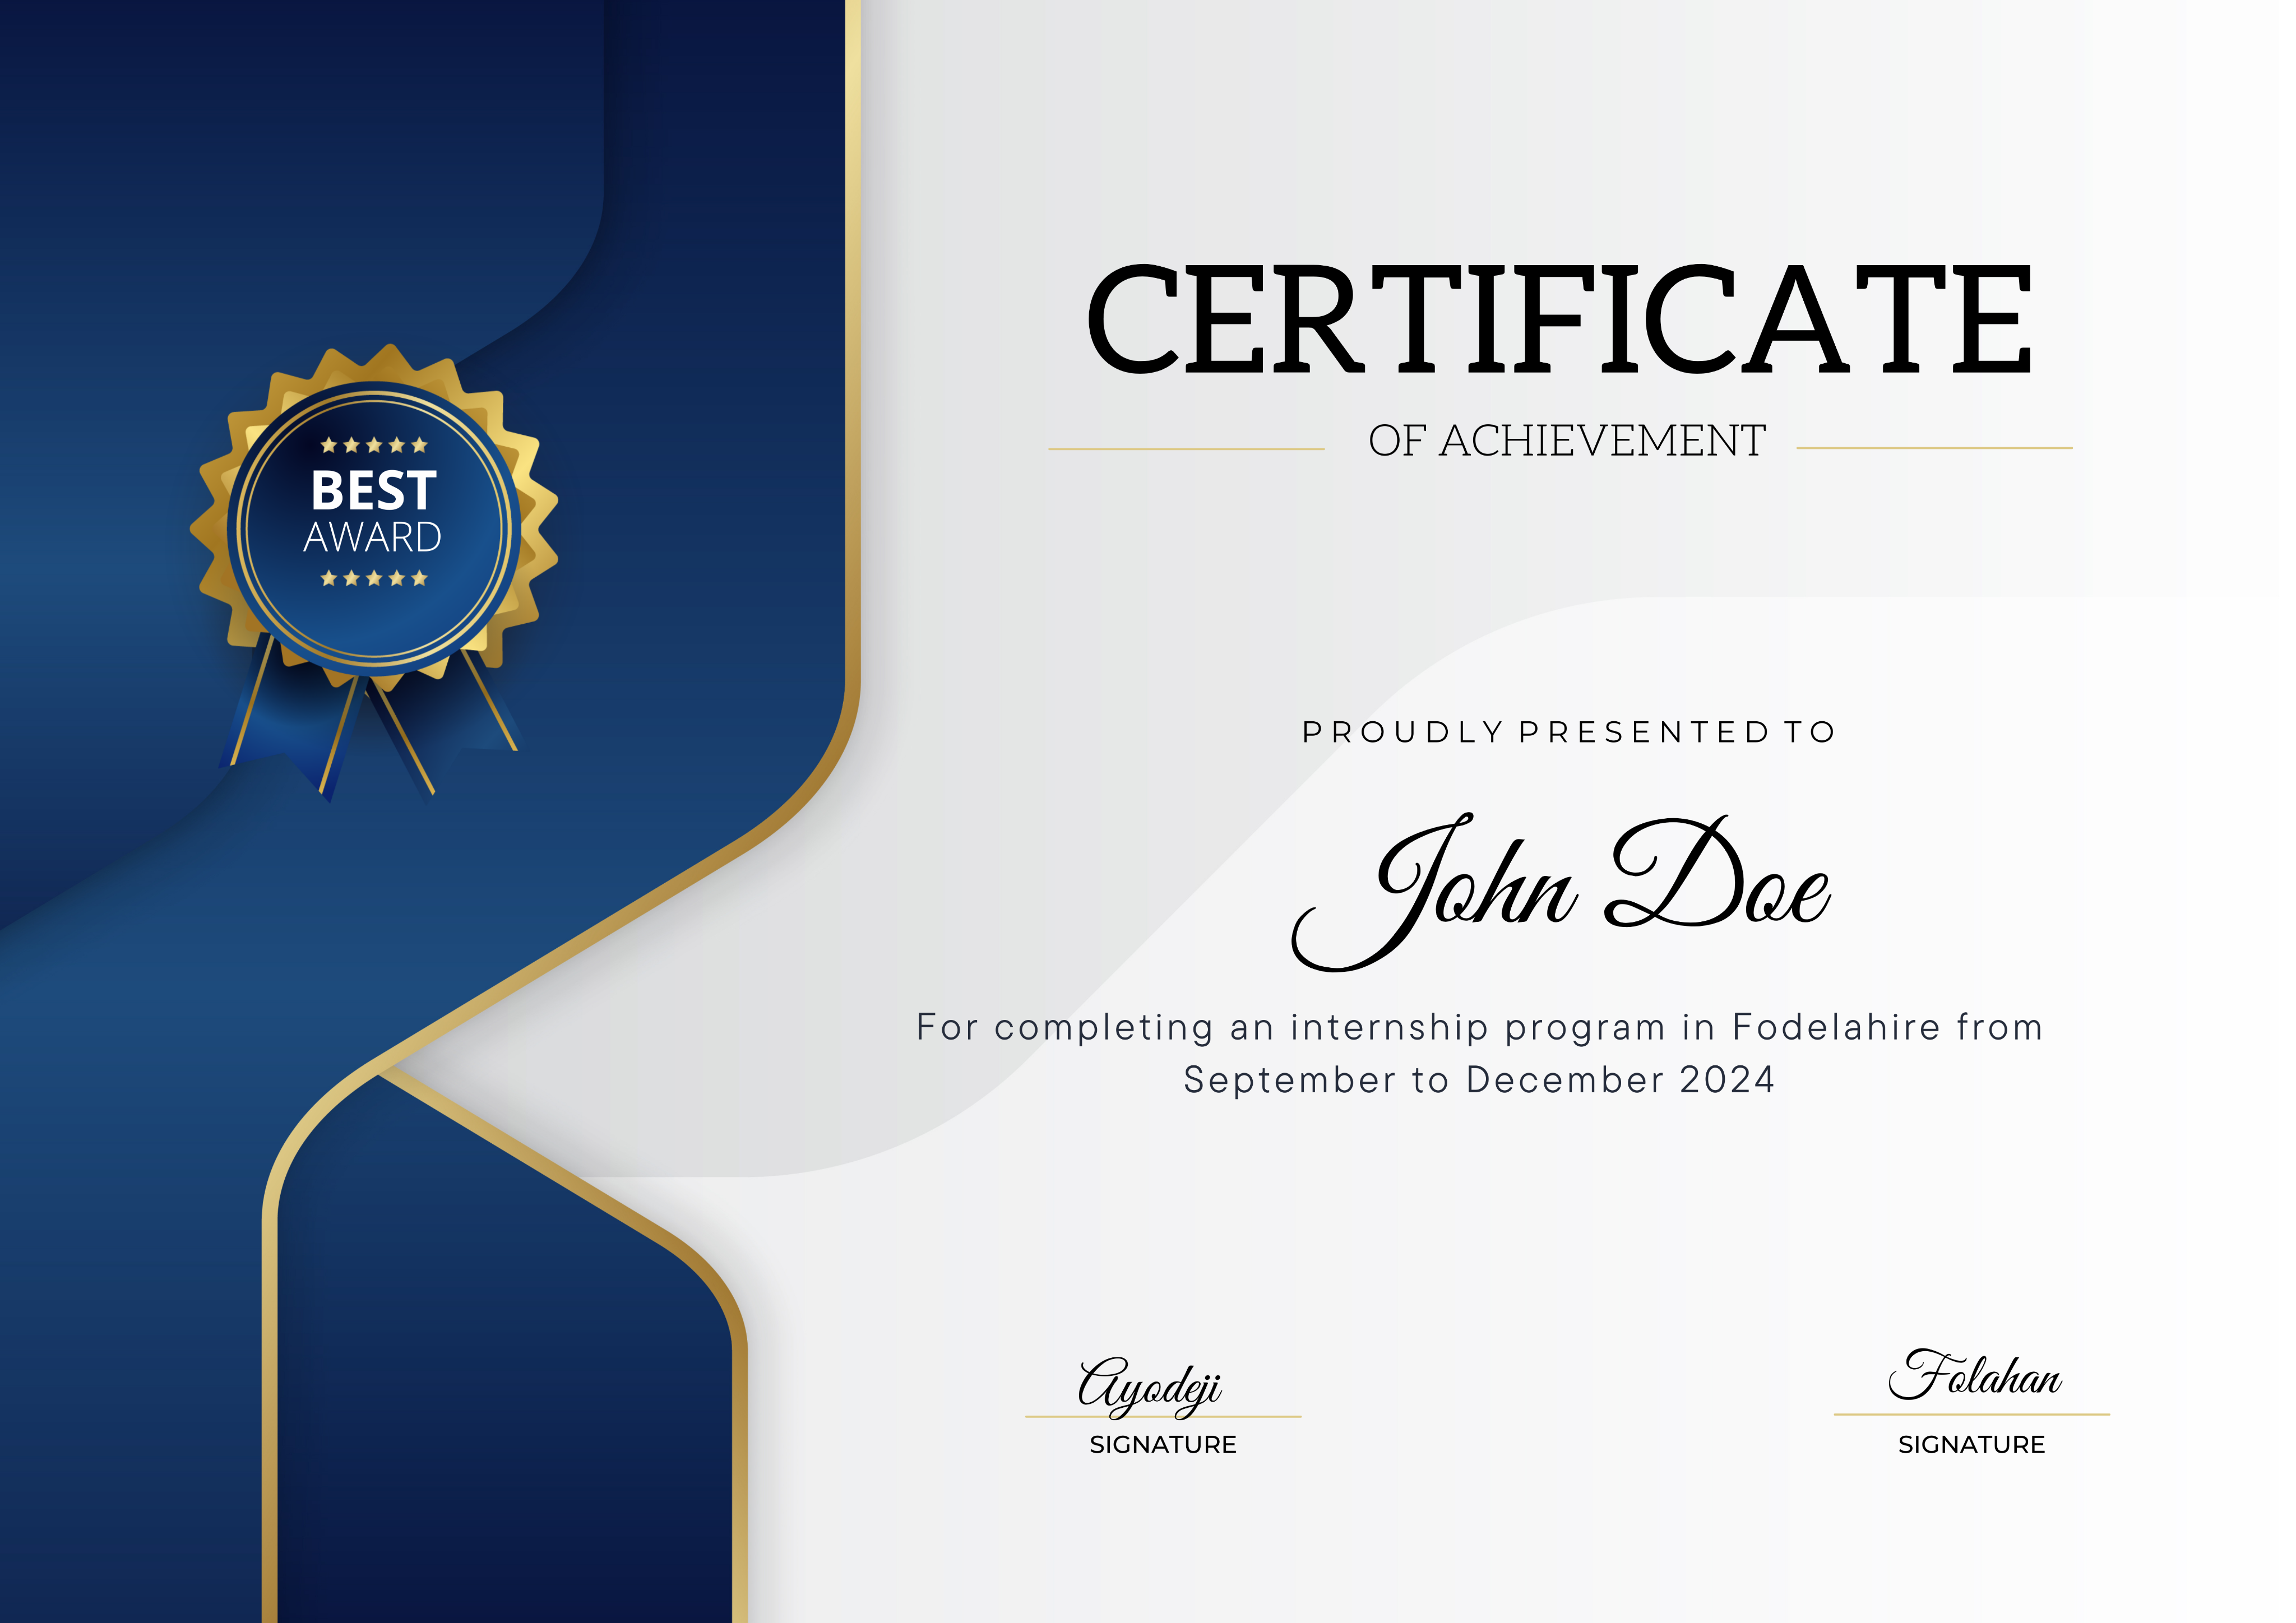 BEST
AWARD
CERTIFICATE
OF ACHIEVEMENT
PROUDLY PRESENTED TO
John Doe
For completing an internship program in Fodelahire from
September to December 2024
Ayodeji
SIGNATURE
Folahan
SIGNATURE